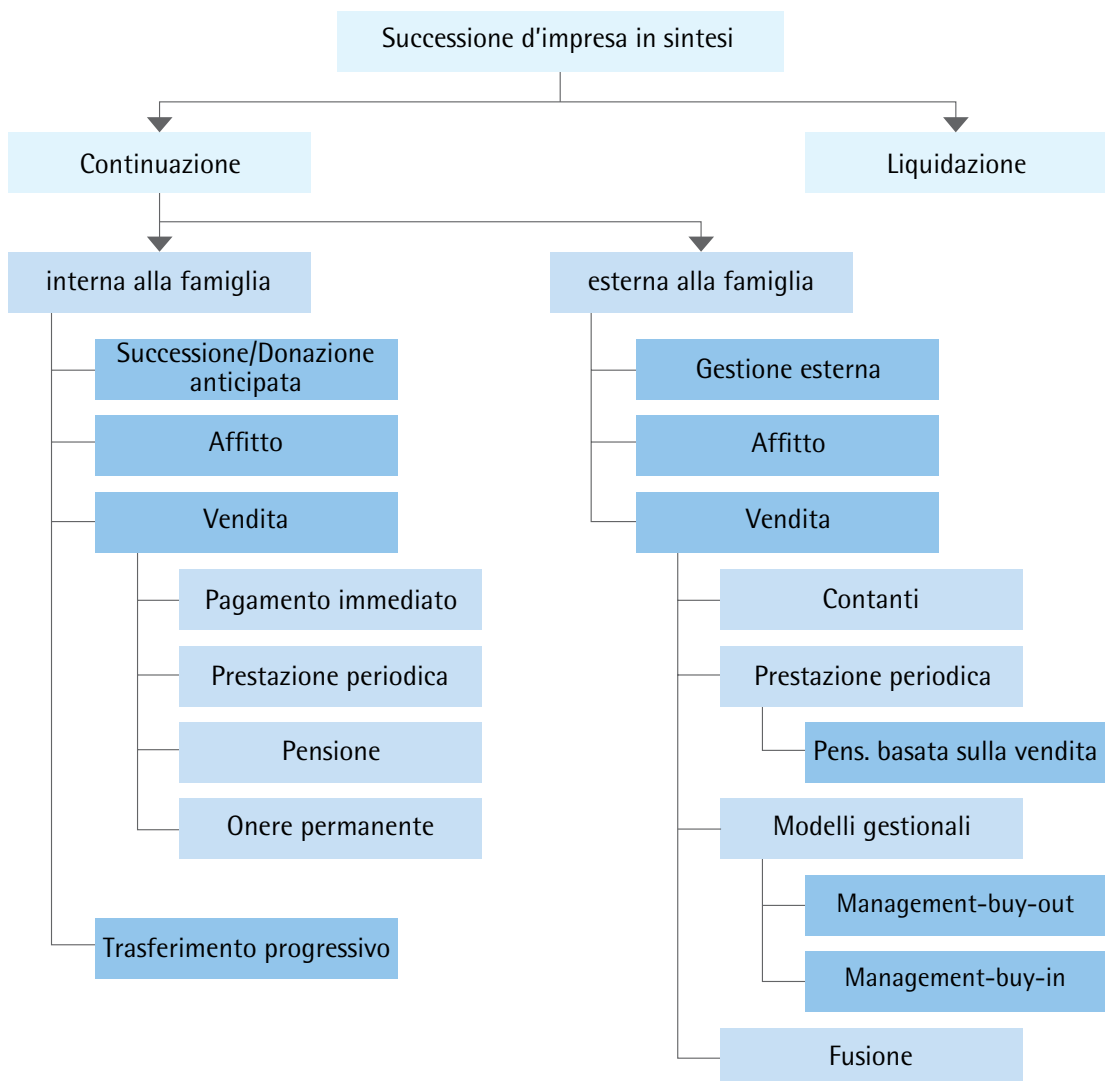 Successione d'impresa in sintesi
Continuazione
Liquidazione
interna alla famiglia
esterna alla famiglia
Successione/Donazione
anticipata
Affitto
Vendita
Pagamento immediato
Prestazione periodica
Pensione
Onere permanente
Trasferimento progressivo
Gestione esterna
Affitto
Vendita
Contanti
Prestazione periodica
Pens. basata sulla vendita
Modelli gestionali
Management-buy-out
Management-buy-in
Fusione